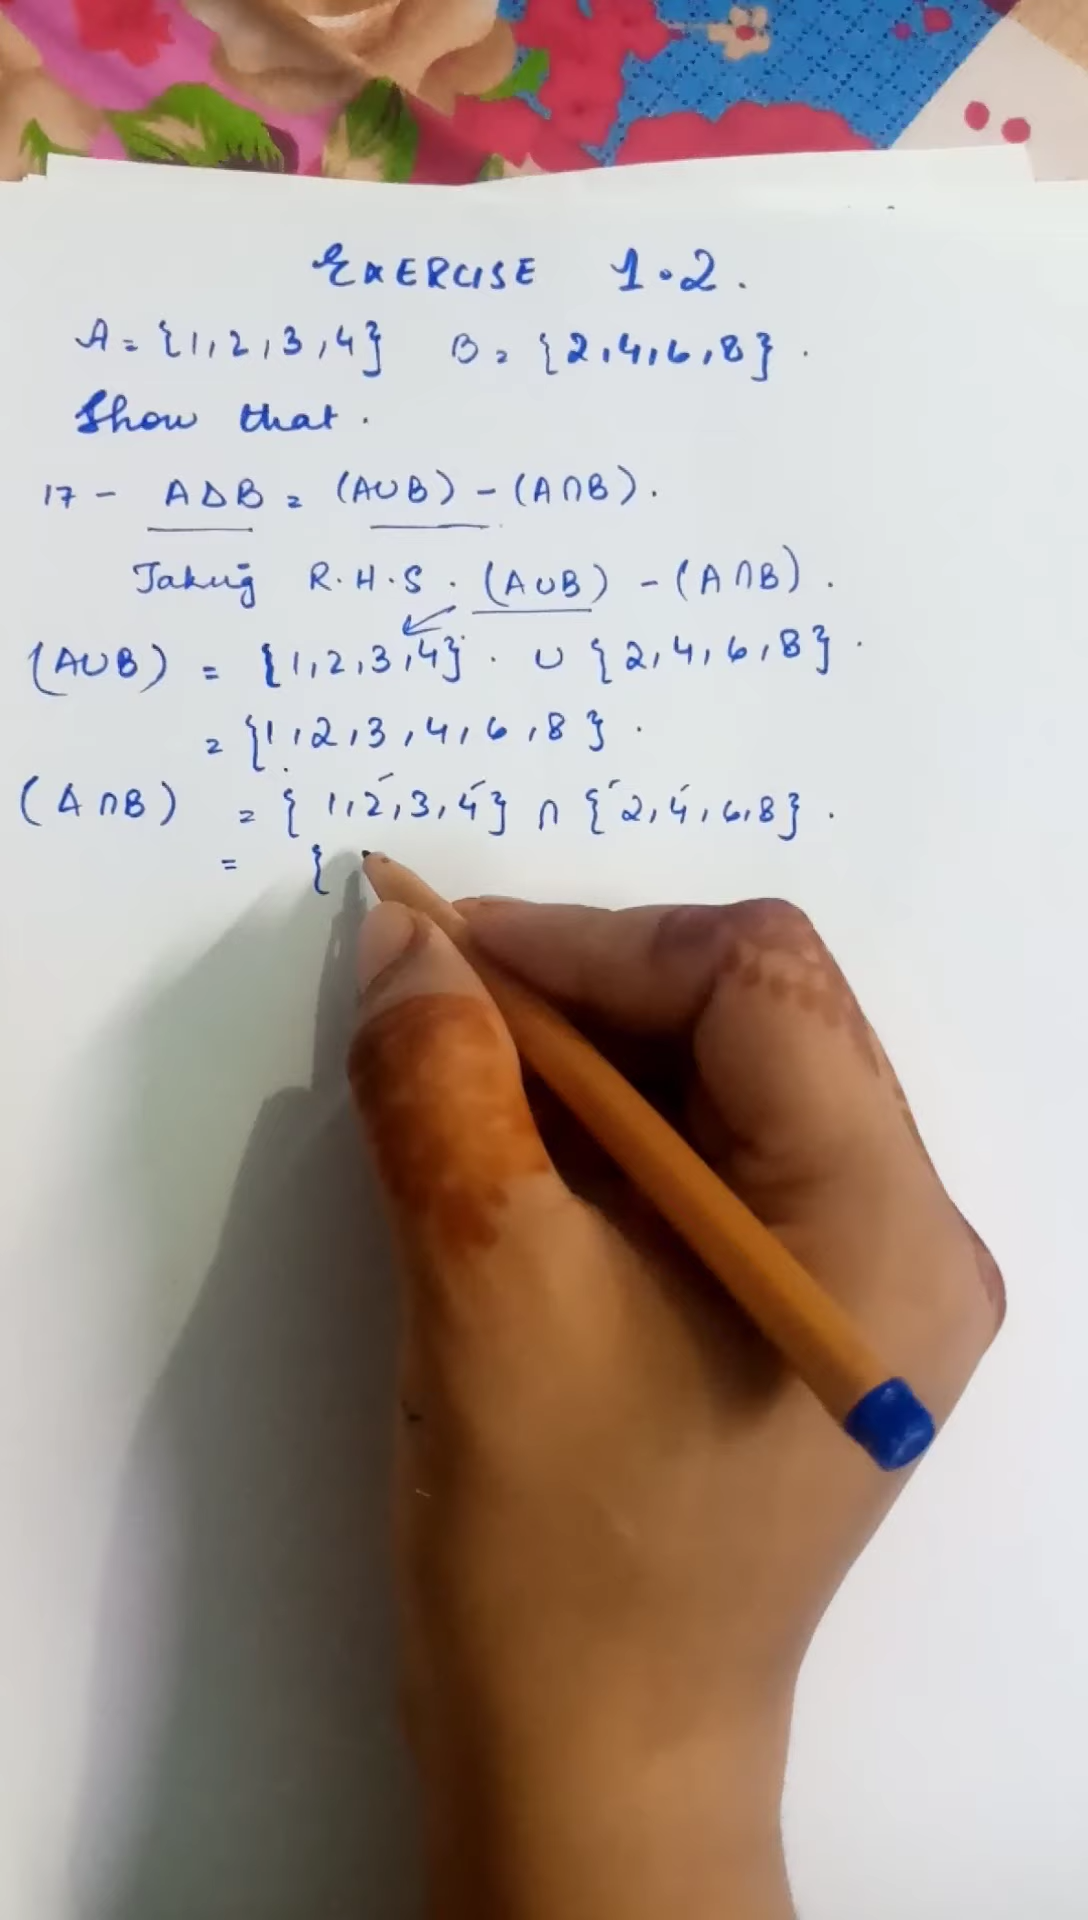 EXERCISE 1.2.
A = {1,2,3,4} B = {2,4,6,8}.
Show that.
17 - A Δ B = (A∪B) - (A∩B).
Taking R.H.S. (A∪B) - (A∩B).
(A∪B) = {1,2,3,4}. ∪ {2,4,6,8}.
= {1,2,3,4,6,8}.
(A∩B) = {1,2,3,4} ∩ {2,4,6,8}.
= {